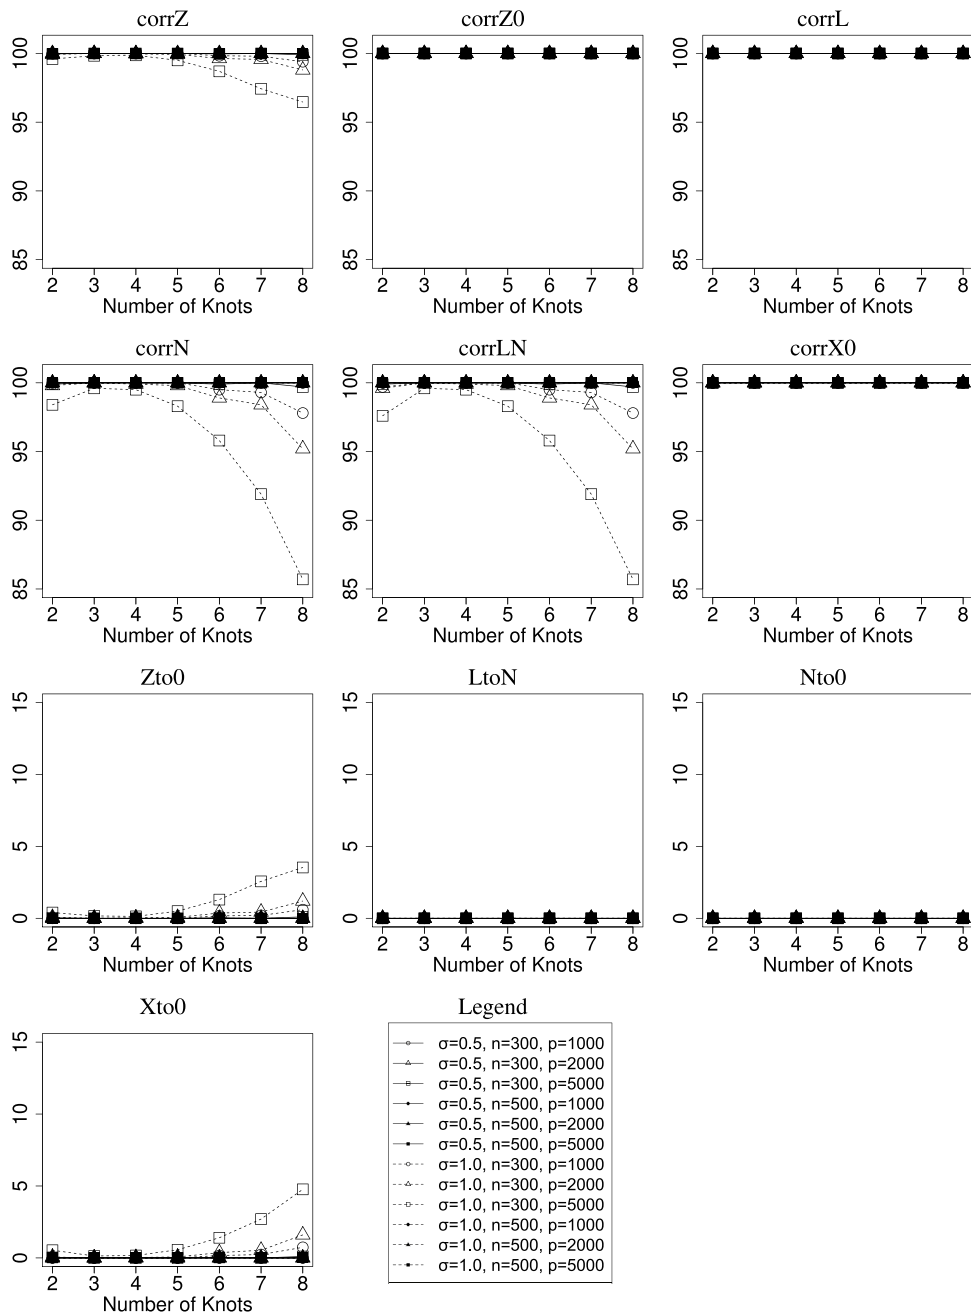 corrZ
corrZ0
corrL
100
95
90
85
2 3 4 5 6 7 8
Number of Knots
100
95
90
85
2 3 4 5 6 7 8
Number of Knots
100
95
90
85
2 3 4 5 6 7 8
Number of Knots
corrN
corrLN
corrX0
100
95
90
85
2 3 4 5 6 7 8
Number of Knots
100
95
90
85
2 3 4 5 6 7 8
Number of Knots
100
95
90
85
2 3 4 5 6 7 8
Number of Knots
Zto0
LtoN
Nto0
15
10
5
0
2 3 4 5 6 7 8
Number of Knots
15
10
5
0
2 3 4 5 6 7 8
Number of Knots
15
10
5
0
2 3 4 5 6 7 8
Number of Knots
Xto0
15
10
5
0
2 3 4 5 6 7 8
Number of Knots
Legend
σ=0.5, n=300, p=1000
σ=0.5, n=300, p=2000
σ=0.5, n=300, p=5000
σ=0.5, n=500, p=1000
σ=0.5, n=500, p=2000
σ=0.5, n=500, p=5000
σ=1.0, n=300, p=1000
σ=1.0, n=300, p=2000
σ=1.0, n=300, p=5000
σ=1.0, n=500, p=1000
σ=1.0, n=500, p=2000
σ=1.0, n=500, p=5000